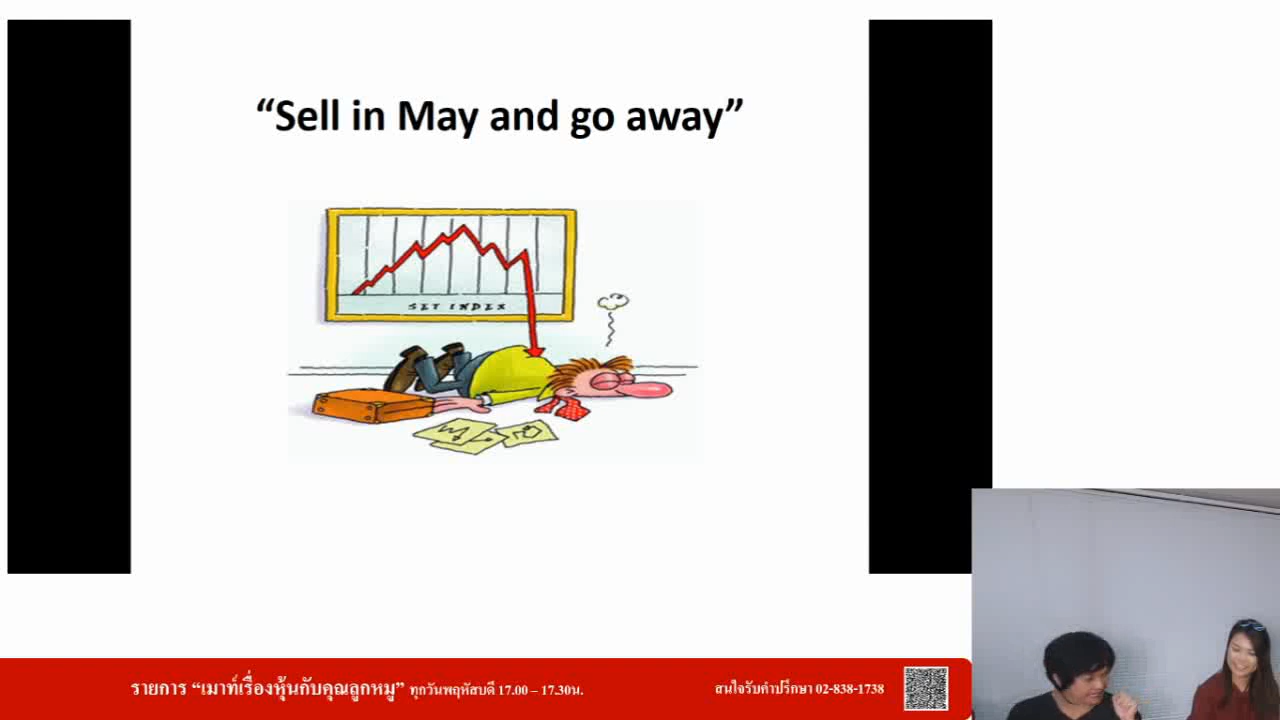 “Sell in May and go away”
SET INDEX
รายการ “เมาท์เรื่องหุ้นกับคุณลูกหมู” ทุกวันพฤหัสบดี 17.00 – 17.30น.
สนใจรับคำปรึกษา 02-838-1738